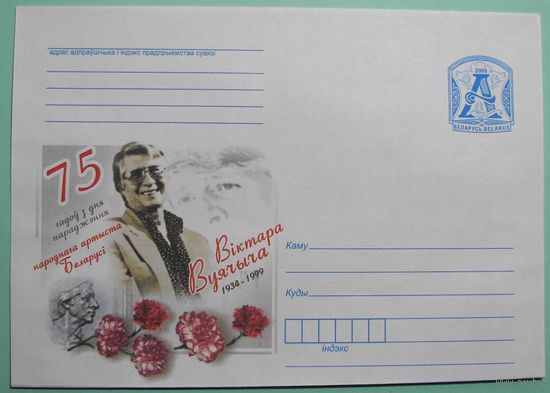 адрас адпраўшчыка і індэкс прадпрыемства сувязі
2009
А
БЕЛАРУСЬ BELARUS
75
гадоў з дня
нараджэння
народнага артыста
Беларусі
Віктара
Вуячыча
1934 - 1999
Каму
Куды
індэкс